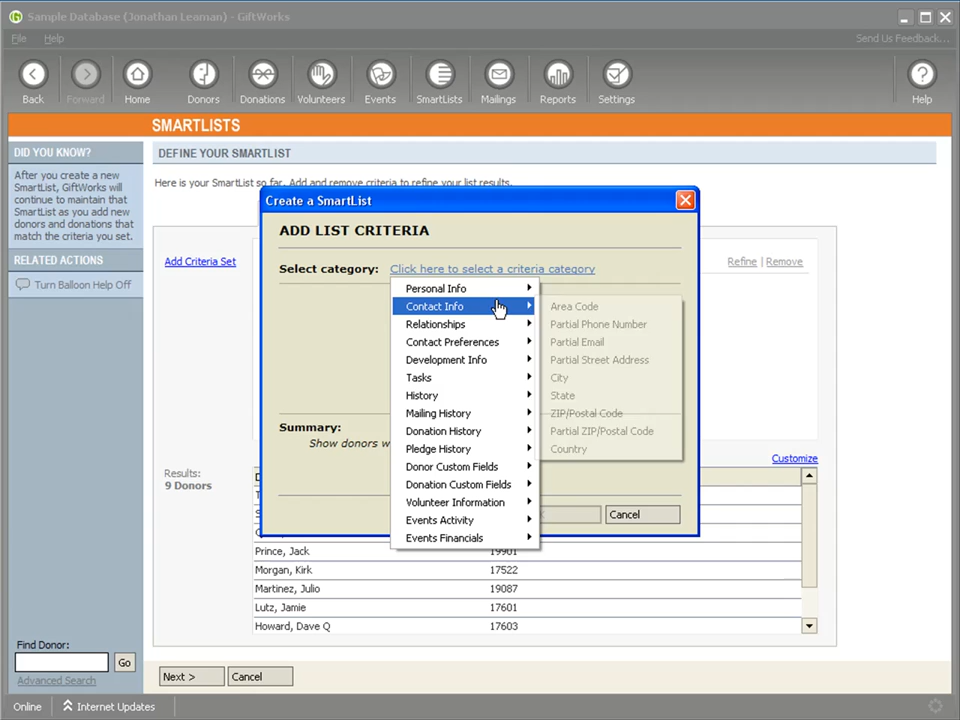 Sample Database (Jonathan Leaman) - GiftWorks
File Help Send Us Feedback...
Back Forward Home Donors Donations Volunteers Events SmartLists Mailings Reports Settings Help
SMARTLISTS
DID YOU KNOW?
After you create a new
SmartList, GiftWorks will
continue to maintain that
SmartList as you add new
donors and donations that
match the criteria you set.
RELATED ACTIONS
Turn Balloon Help Off
DEFINE YOUR SMARTLIST
Here is your SmartList so far. Add and remove criteria to refine your list results.
Add Criteria Set
Refine | Remove
Create a SmartList
ADD LIST CRITERIA
Select category: Click here to select a criteria category
Personal Info
Contact Info
Relationships
Contact Preferences
Development Info
Tasks
History
Mailing History
Donation History
Pledge History
Donor Custom Fields
Donation Custom Fields
Volunteer Information
Events Activity
Events Financials
Area Code
Partial Phone Number
Partial Email
Partial Street Address
City
State
ZIP/Postal Code
Partial ZIP/Postal Code
Country
Summary:
Show donors w
Cancel
Customize
Results:
9 Donors
Prince, Jack 19901
Morgan, Kirk 17522
Martinez, Julio 19087
Lutz, Jamie 17601
Howard, Dave Q 17603
Find Donor:
Go
Advanced Search
Next > Cancel
Online Internet Updates